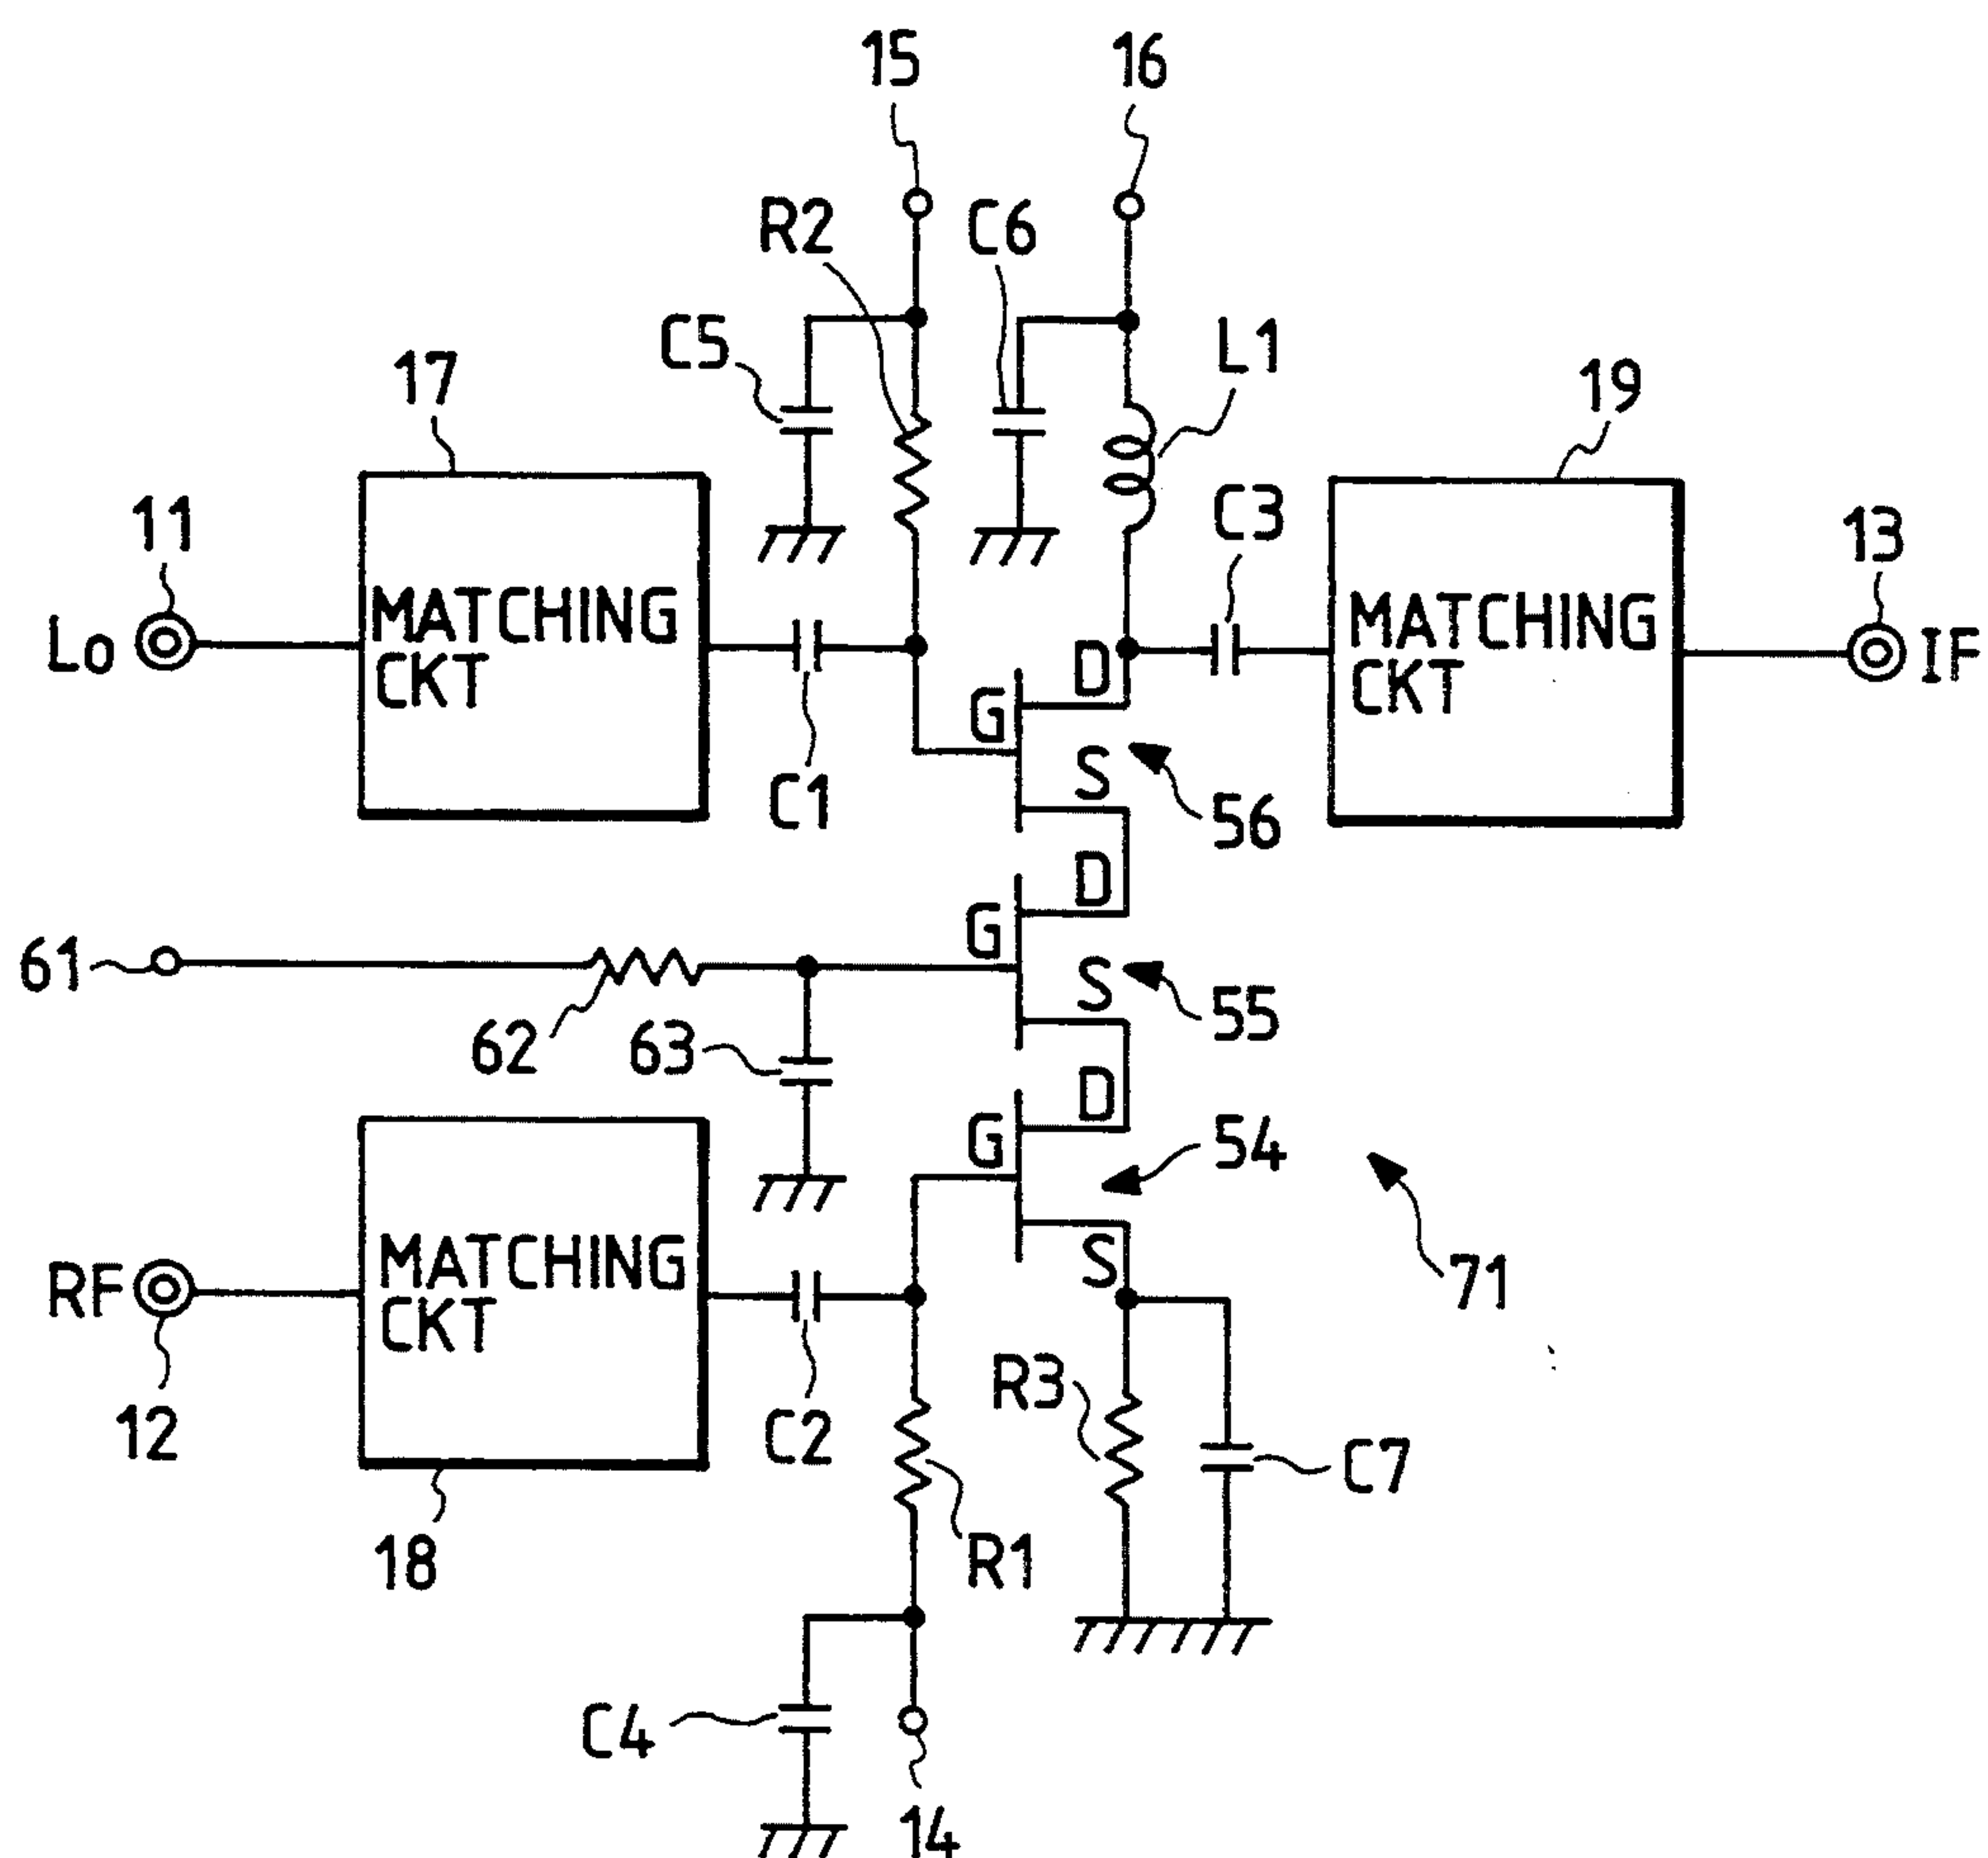 15
16
R2
C6
C5
L1
17
19
11
C3
13
MATCHING
CKT
MATCHING
CKT
Lo
IF
D
G
S
C1
56
D
G
61
S
55
62
63
D
G
54
MATCHING
CKT
S
71
RF
R3
12
C2
C7
18
R1
C4
14